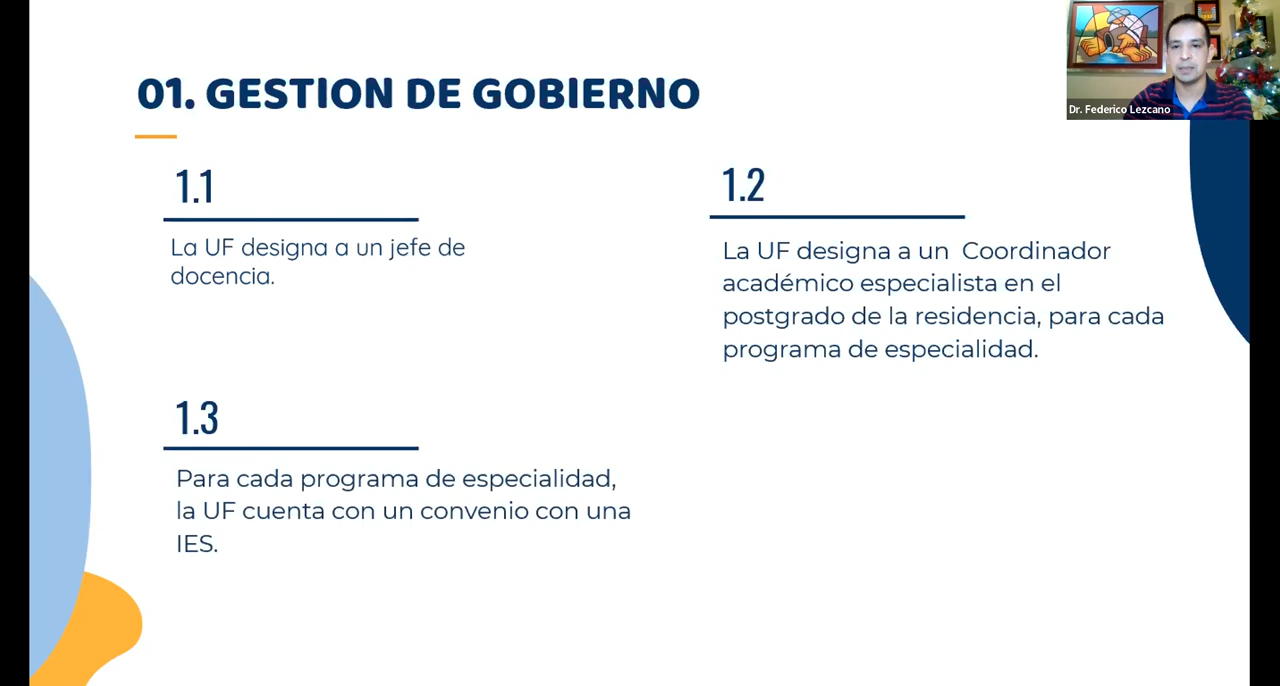 01. GESTION DE GOBIERNO
Dr. Federico Lezcano
1.1
La UF designa a un jefe de
docencia.
1.2
La UF designa a un  Coordinador
académico especialista en el
postgrado de la residencia, para cada
programa de especialidad.
1.3
Para cada programa de especialidad,
la UF cuenta con un convenio con una
IES.